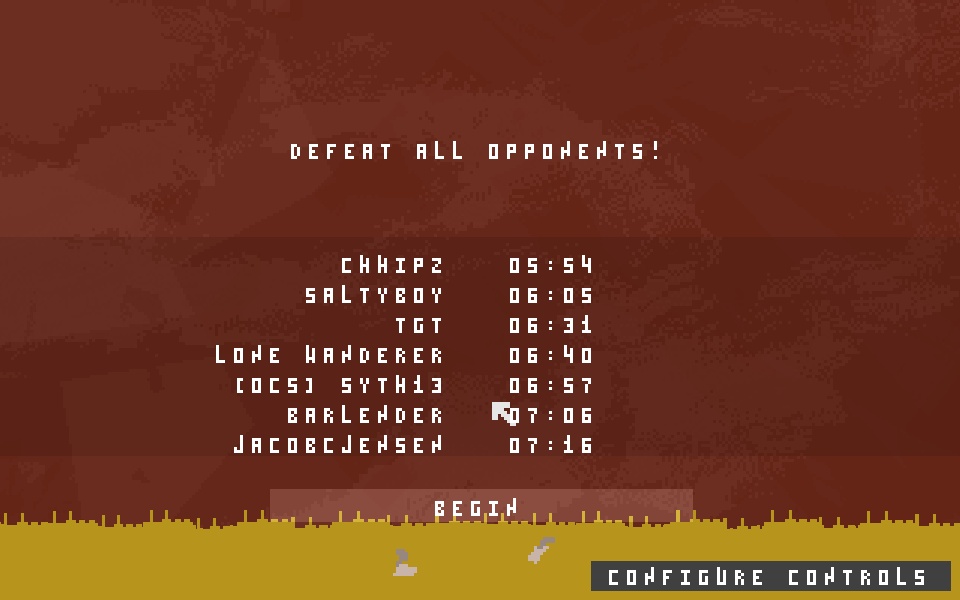 DEFEAT ALL OPPONENTS!
CHHIPZ 05:54
SALTYBOY 06:05
TGT 06:31
LONE WANDERER 06:40
[OCS] SYTH13 06:57
BARLENDER 07:06
JACOBCJENSEN 07:16
BEGIN
CONFIGURE CONTROLS